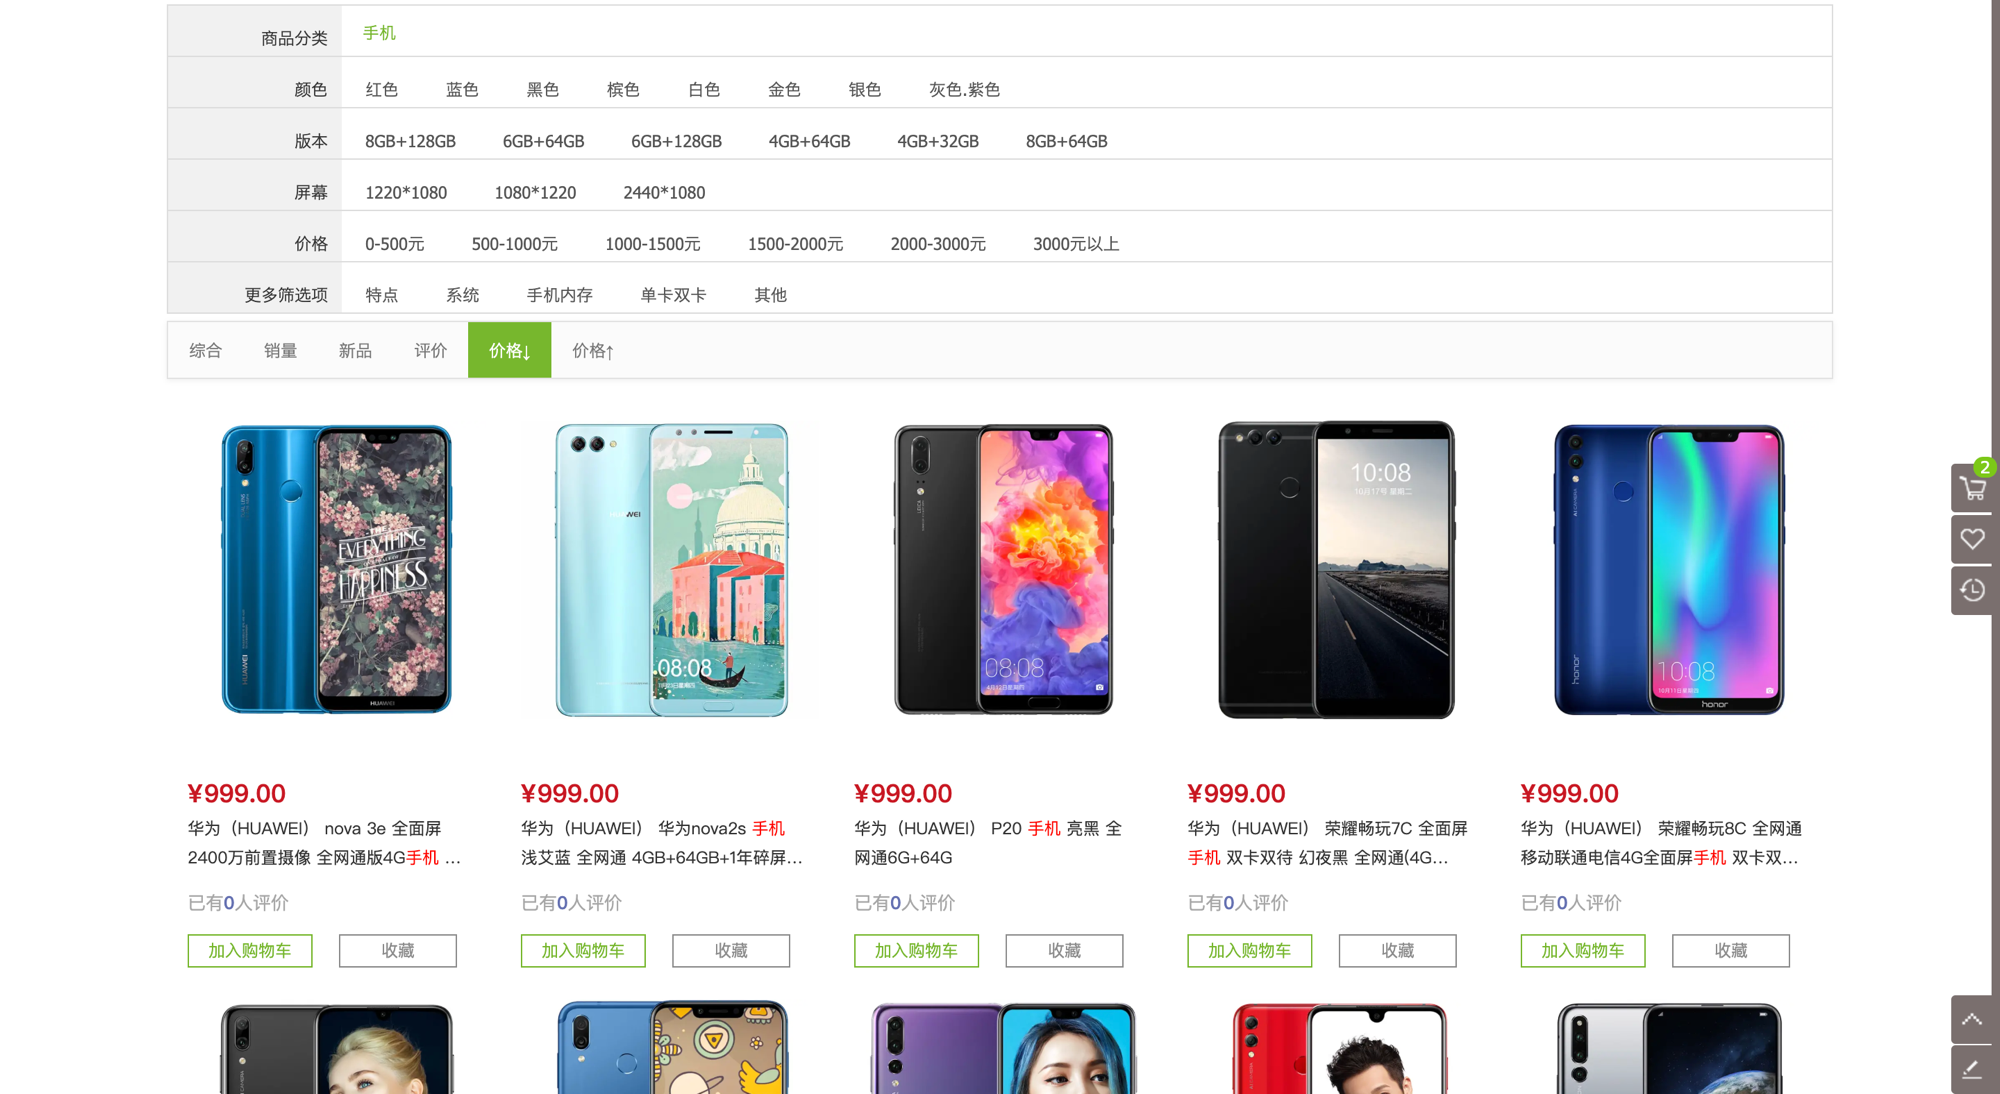 商品分类 手机
颜色 红色 蓝色 黑色 槟色 白色 金色 银色 灰色.紫色
版本 8GB+128GB 6GB+64GB 6GB+128GB 4GB+64GB 4GB+32GB 8GB+64GB
屏幕 1220*1080 1080*1220 2440*1080
价格 0-500元 500-1000元 1000-1500元 1500-2000元 2000-3000元 3000元以上
更多筛选项 特点 系统 手机内存 单卡双卡 其他
综合 销量 新品 评价 价格↓ 价格↑
2
THE
EVERYTHING
HAPPINESS
HUAWEI
HUAWEI
HUAWEI
08:08
08:08
10:08
10月17号 星期二
honor
10:08
honor
¥999.00
华为（HUAWEI） nova 3e 全面屏
2400万前置摄像 全网通版4G手机 ...
已有0人评价
加入购物车 收藏
¥999.00
华为（HUAWEI） 华为nova2s 手机
浅艾蓝 全网通 4GB+64GB+1年碎屏...
已有0人评价
加入购物车 收藏
¥999.00
华为（HUAWEI） P20 手机 亮黑 全
网通6G+64G
已有0人评价
加入购物车 收藏
¥999.00
华为（HUAWEI） 荣耀畅玩7C 全面屏
手机 双卡双待 幻夜黑 全网通(4G...
已有0人评价
加入购物车 收藏
¥999.00
华为（HUAWEI） 荣耀畅玩8C 全网通
移动联通电信4G全面屏手机 双卡双...
已有0人评价
加入购物车 收藏